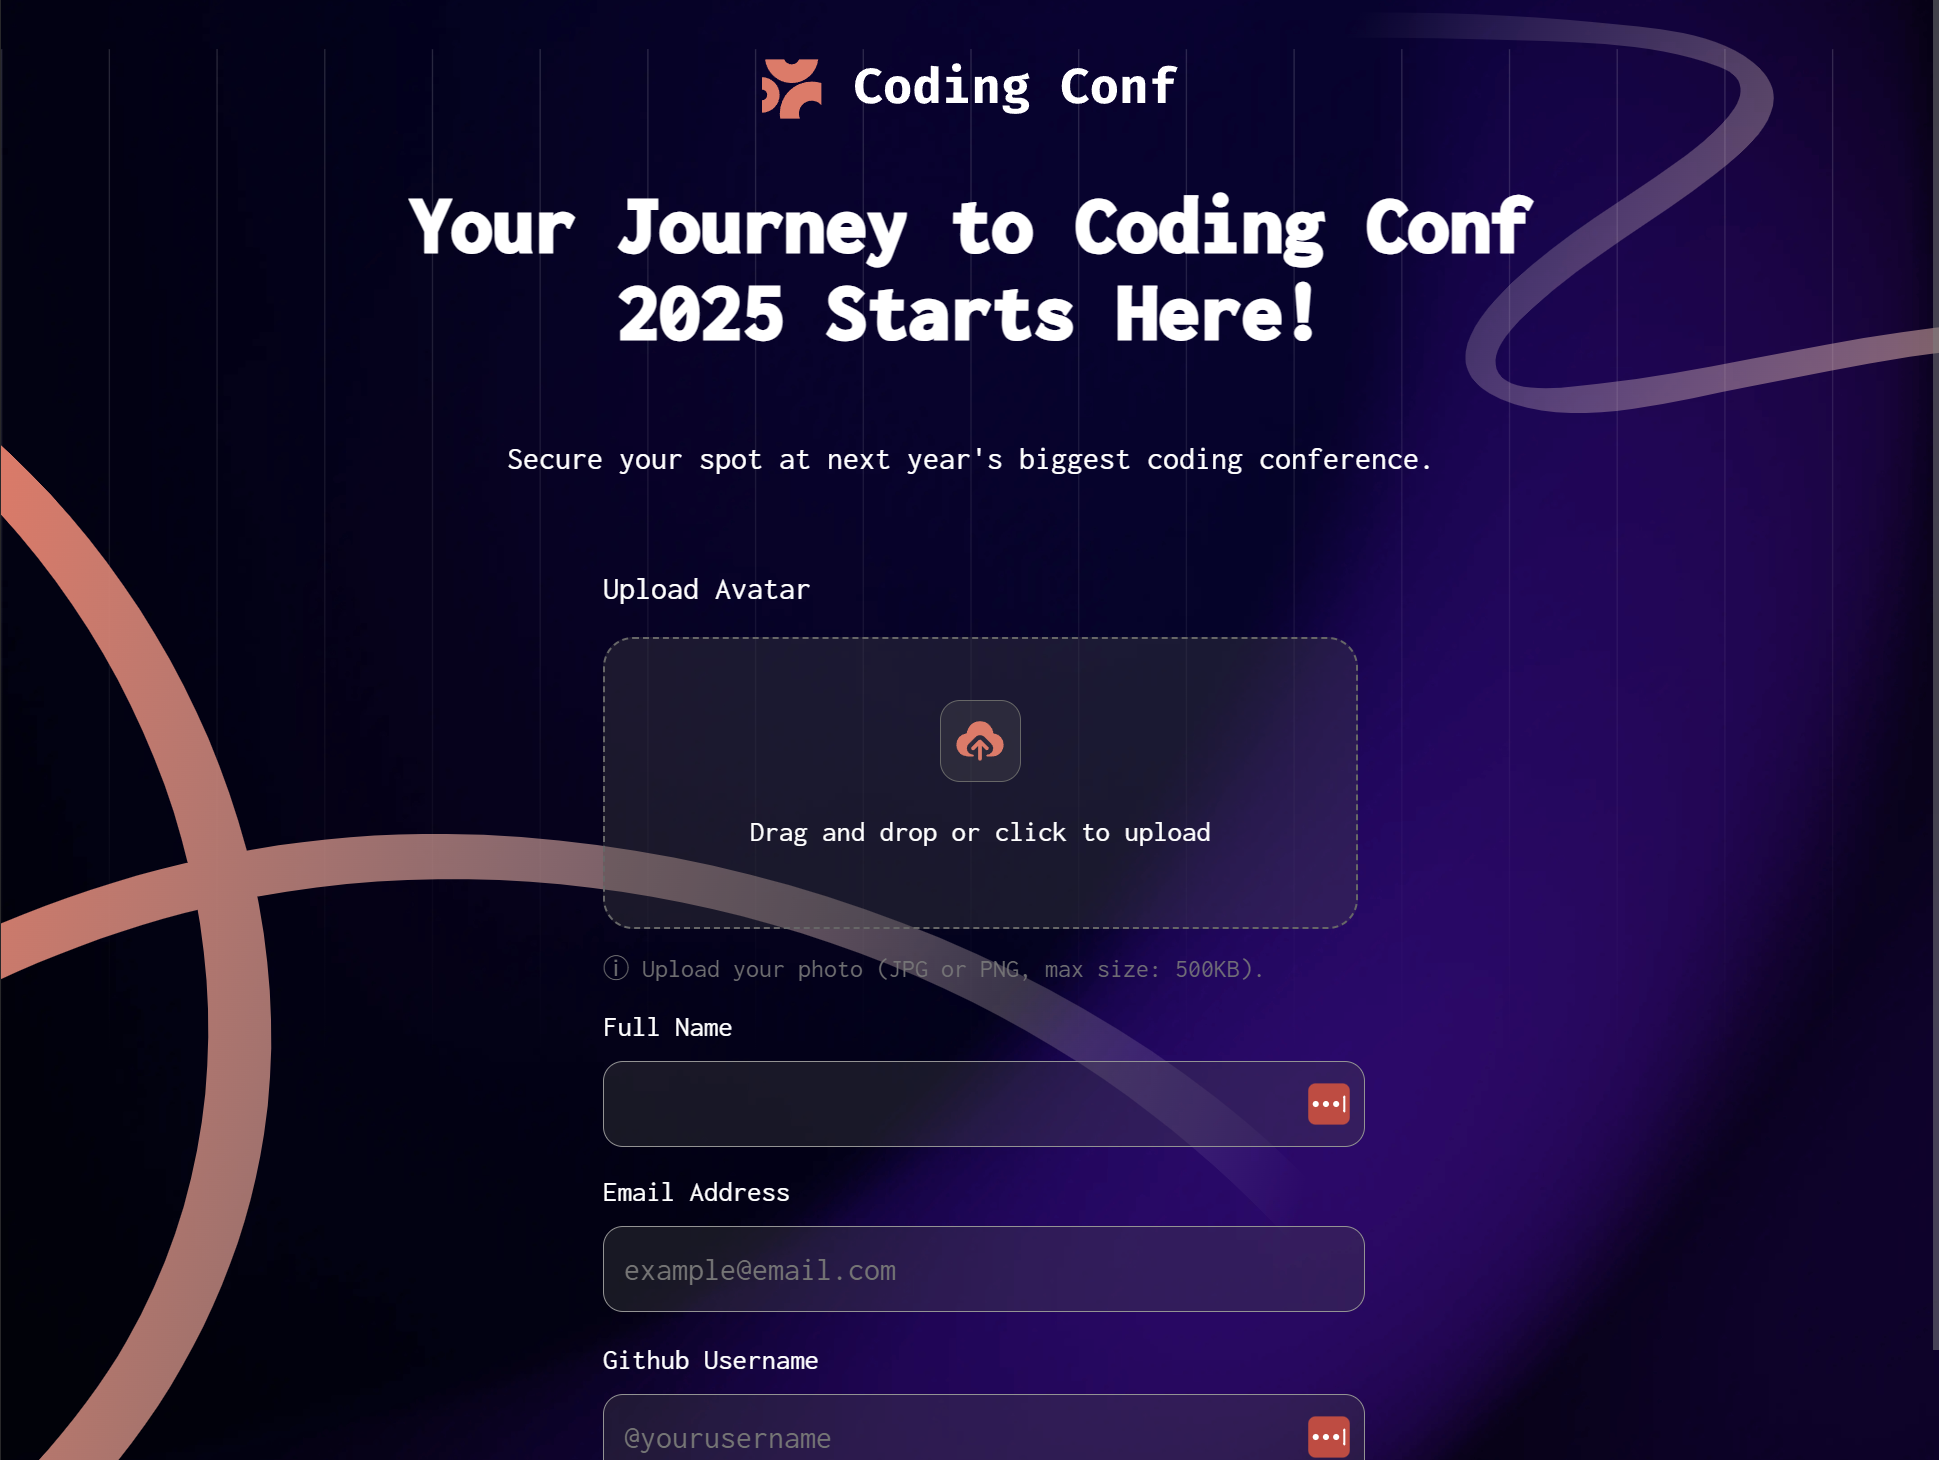 Coding Conf
Your Journey to Coding Conf
2025 Starts Here!
Secure your spot at next year's biggest coding conference.
Upload Avatar
Drag and drop or click to upload
Upload your photo (JPG or PNG, max size: 500KB).
Full Name
Email Address
example@email.com
Github Username
@yourusername